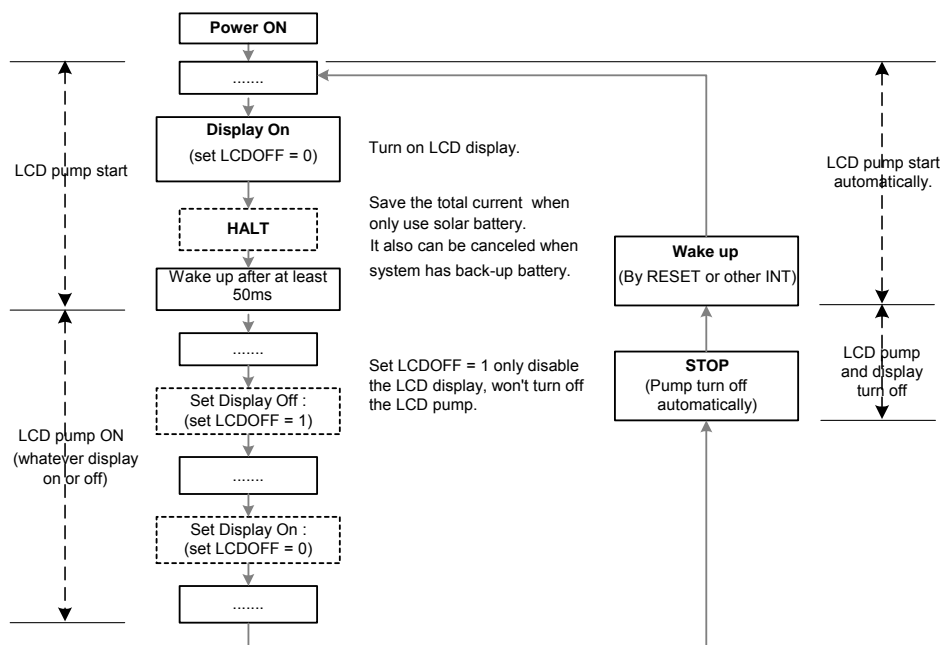 Power ON
.......
Display On
(set LCDOFF = 0)
Turn on LCD display.
LCD pump start
HALT
Save the total current when
only use solar battery.
It also can be canceled when
system has back-up battery.
Wake up after at least
50ms
.......
Set Display Off :
(set LCDOFF = 1)
Set LCDOFF = 1 only disable
the LCD display, won't turn off
the LCD pump.
LCD pump ON
(whatever display
on or off)
.......
Set Display On :
(set LCDOFF = 0)
.......
LCD pump start
automatically.
Wake up
(By RESET or other INT)
STOP
(Pump turn off
automatically)
LCD pump
and display
turn off